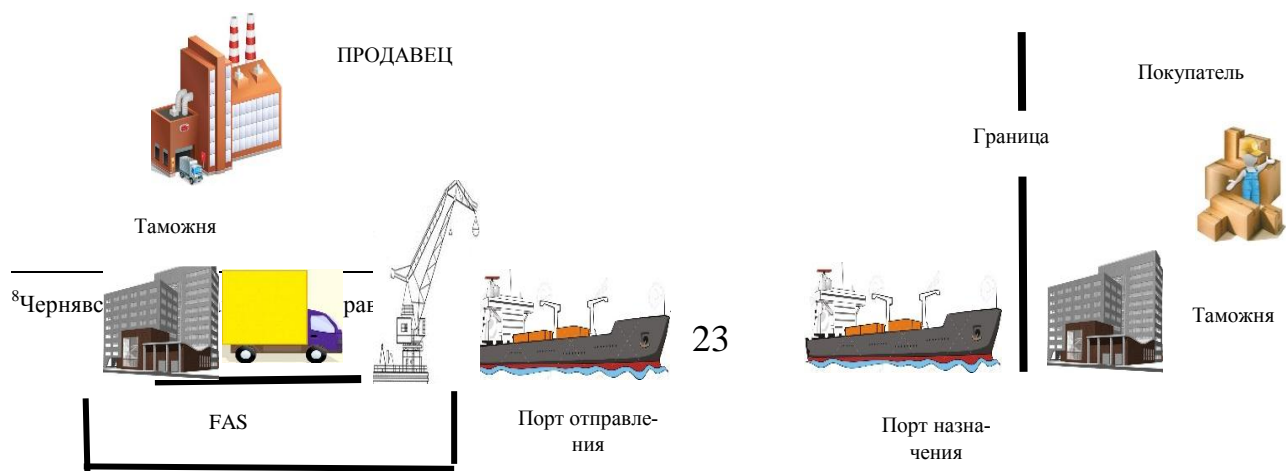 ПРОДАВЕЦ
Покупатель
Граница
Таможня
23
Таможня
FAS
Порт отправле-
ния
Порт назна-
чения